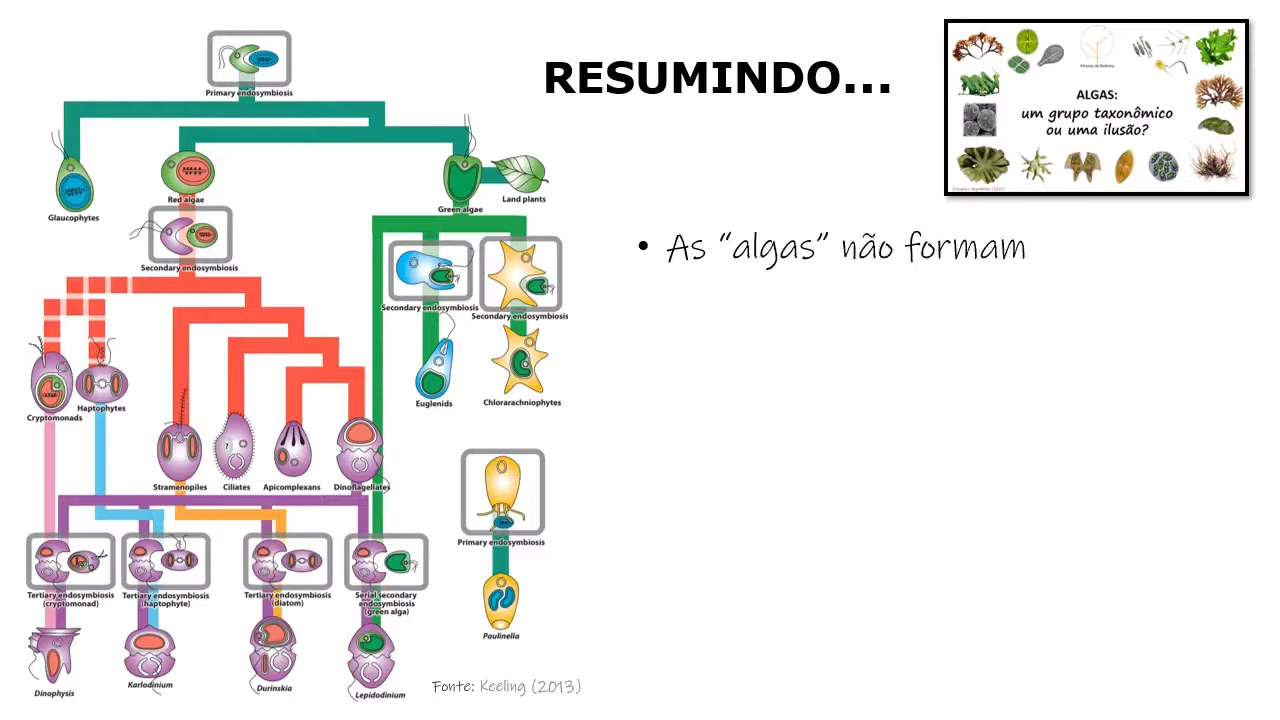 RESUMINDO...
ALGAS:
um grupo taxonômico
ou uma ilusão?
As “algas” não formam
Primary endosymbiosis
Glaucophytes
Red algae
Green algae
Land plants
Secondary endosymbiosis
Secondary endosymbiosis
Secondary endosymbiosis
Cryptomonads
Haptophytes
Euglenids
Chlorarachniophytes
Stramenopiles
Ciliates
Apicomplexans
Dinoflagellates
?
Primary endosymbiosis
Tertiary endosymbiosis
(cryptomonad)
Tertiary endosymbiosis
(haptophyte)
Tertiary endosymbiosis
(diatom)
Serial secondary
endosymbiosis
(green alga)
Paulinella
Dinophysis
Karlodinium
Durinskia
Lepidodinium
Fonte: Keeling (2013)